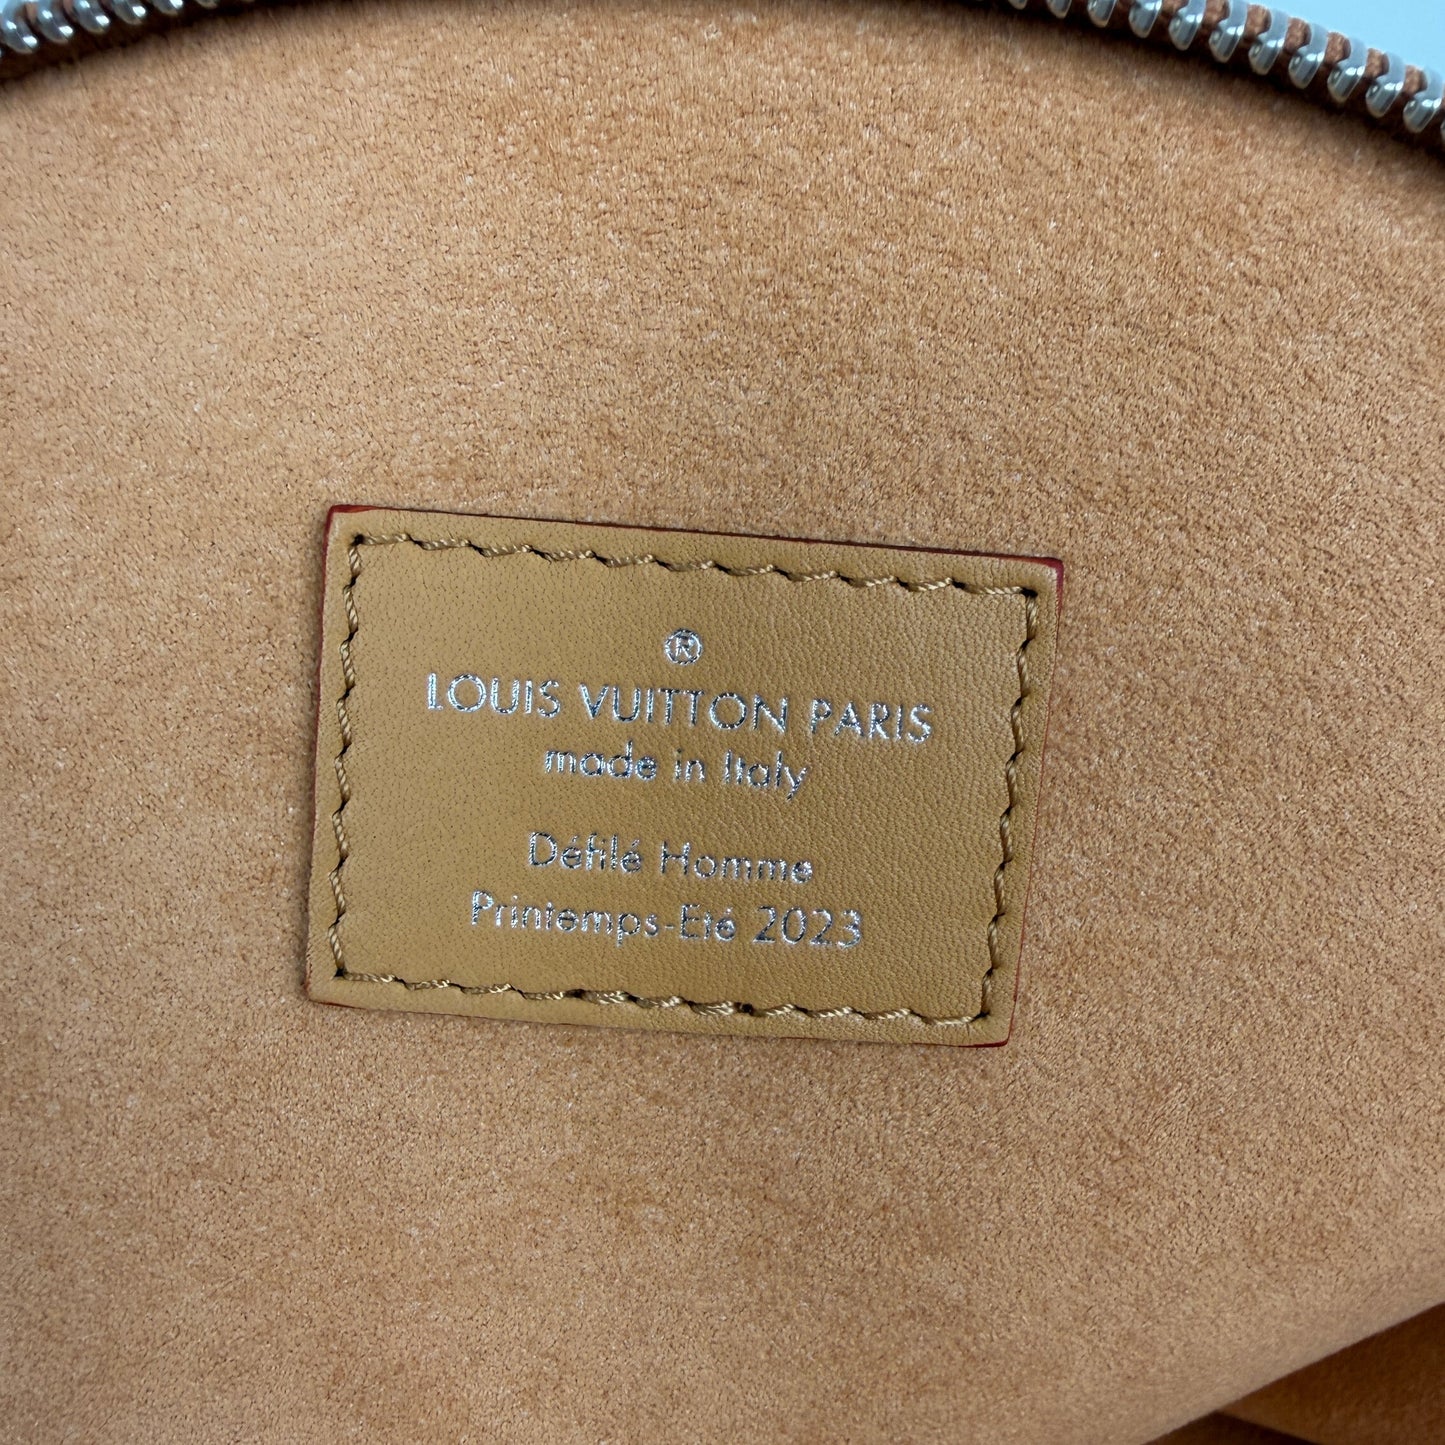 ®
LOUIS VUITTON PARIS
made in Italy
Défilé Homme
Printemps-Eté 2023